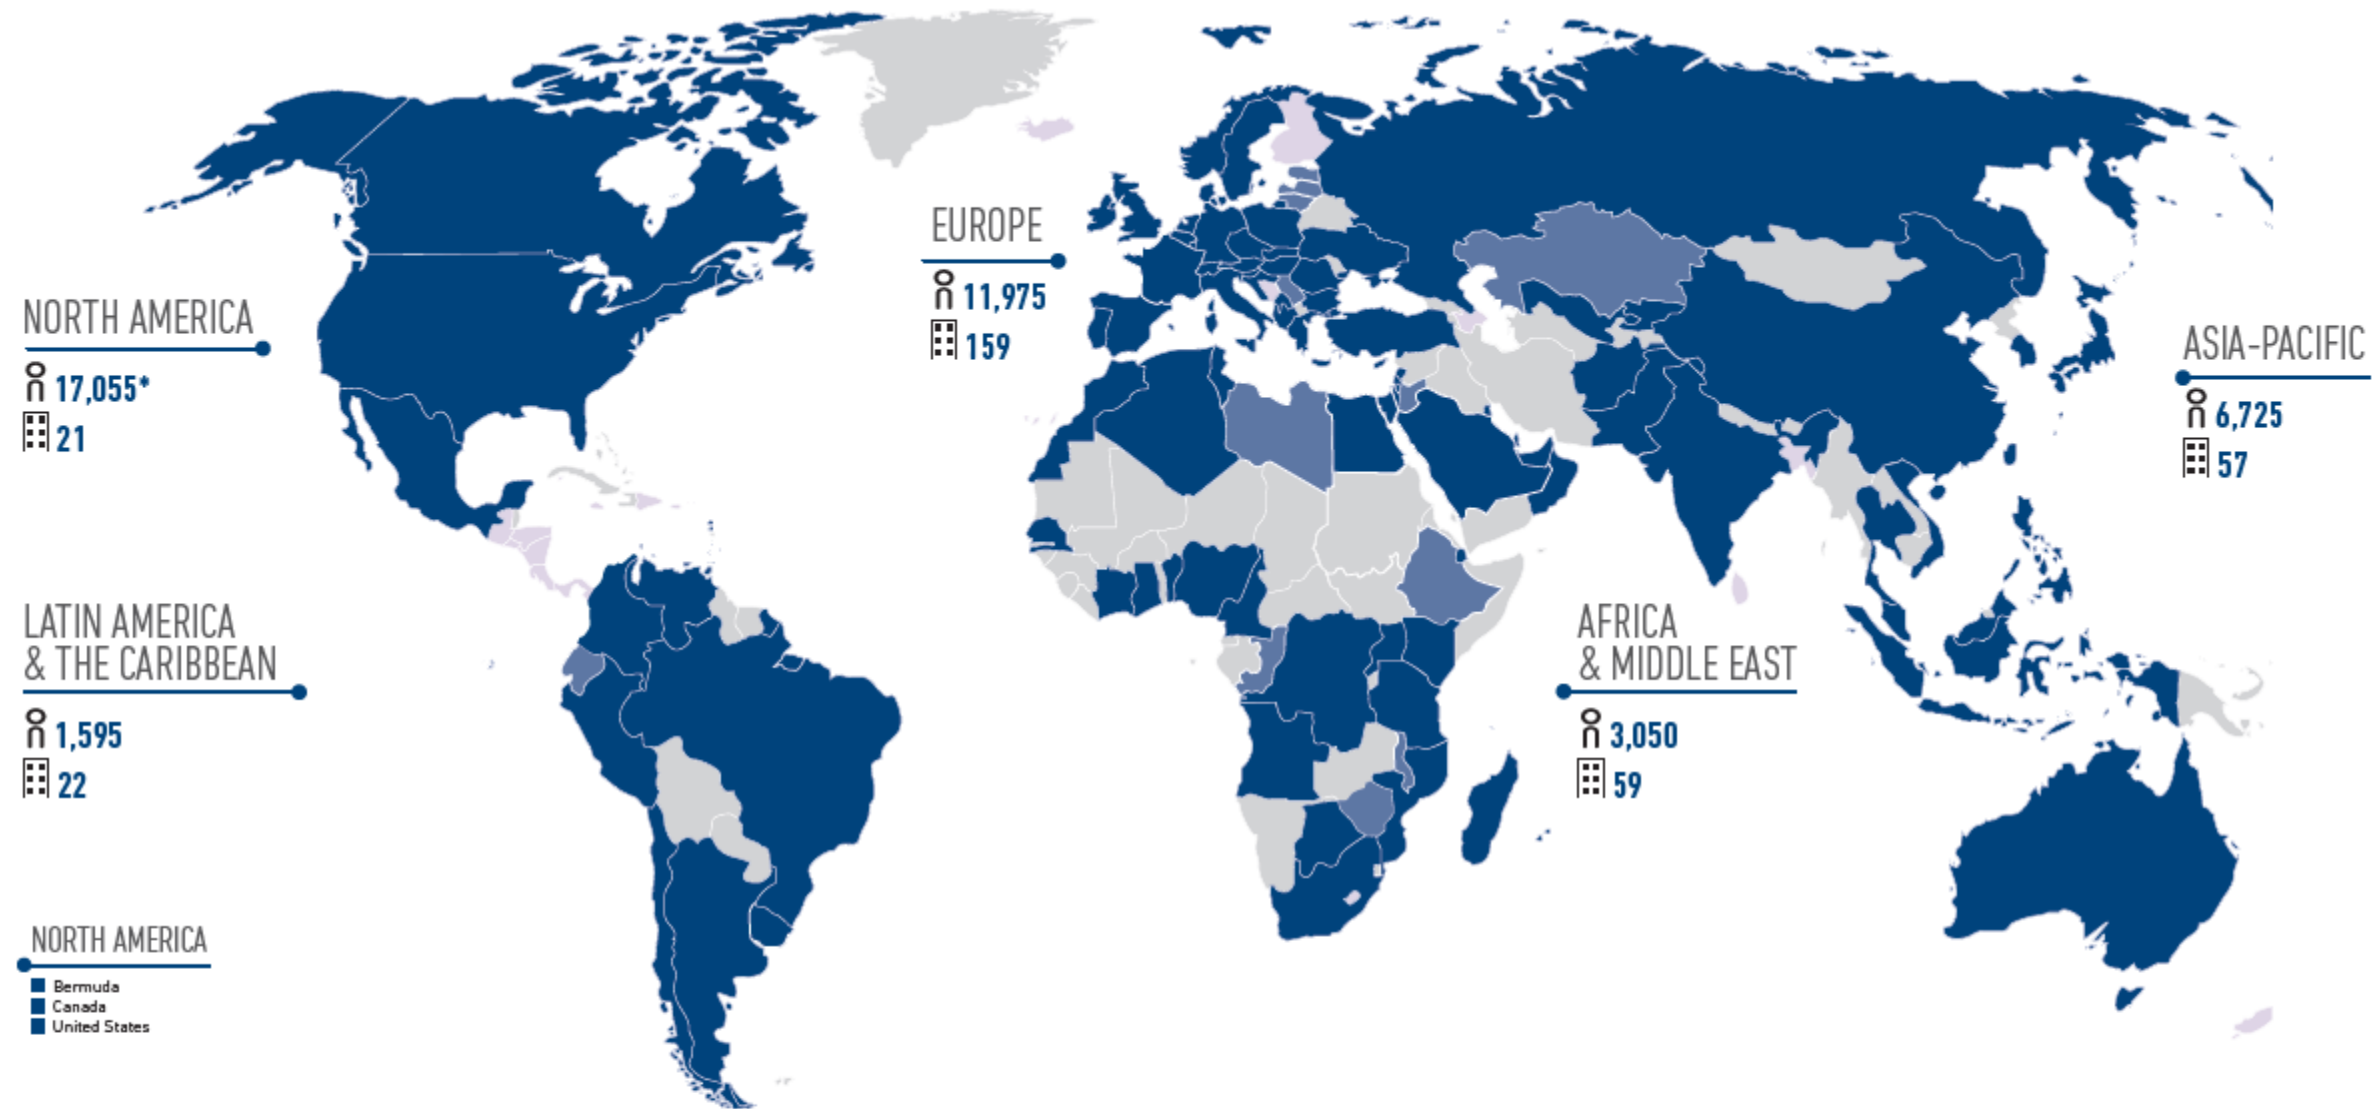 NORTH AMERICA
17,055*
21
EUROPE
11,975
159
ASIA-PACIFIC
6,725
57
LATIN AMERICA
& THE CARIBBEAN
1,595
22
AFRICA
& MIDDLE EAST
3,050
59
NORTH AMERICA
Bermuda
Canada
United States